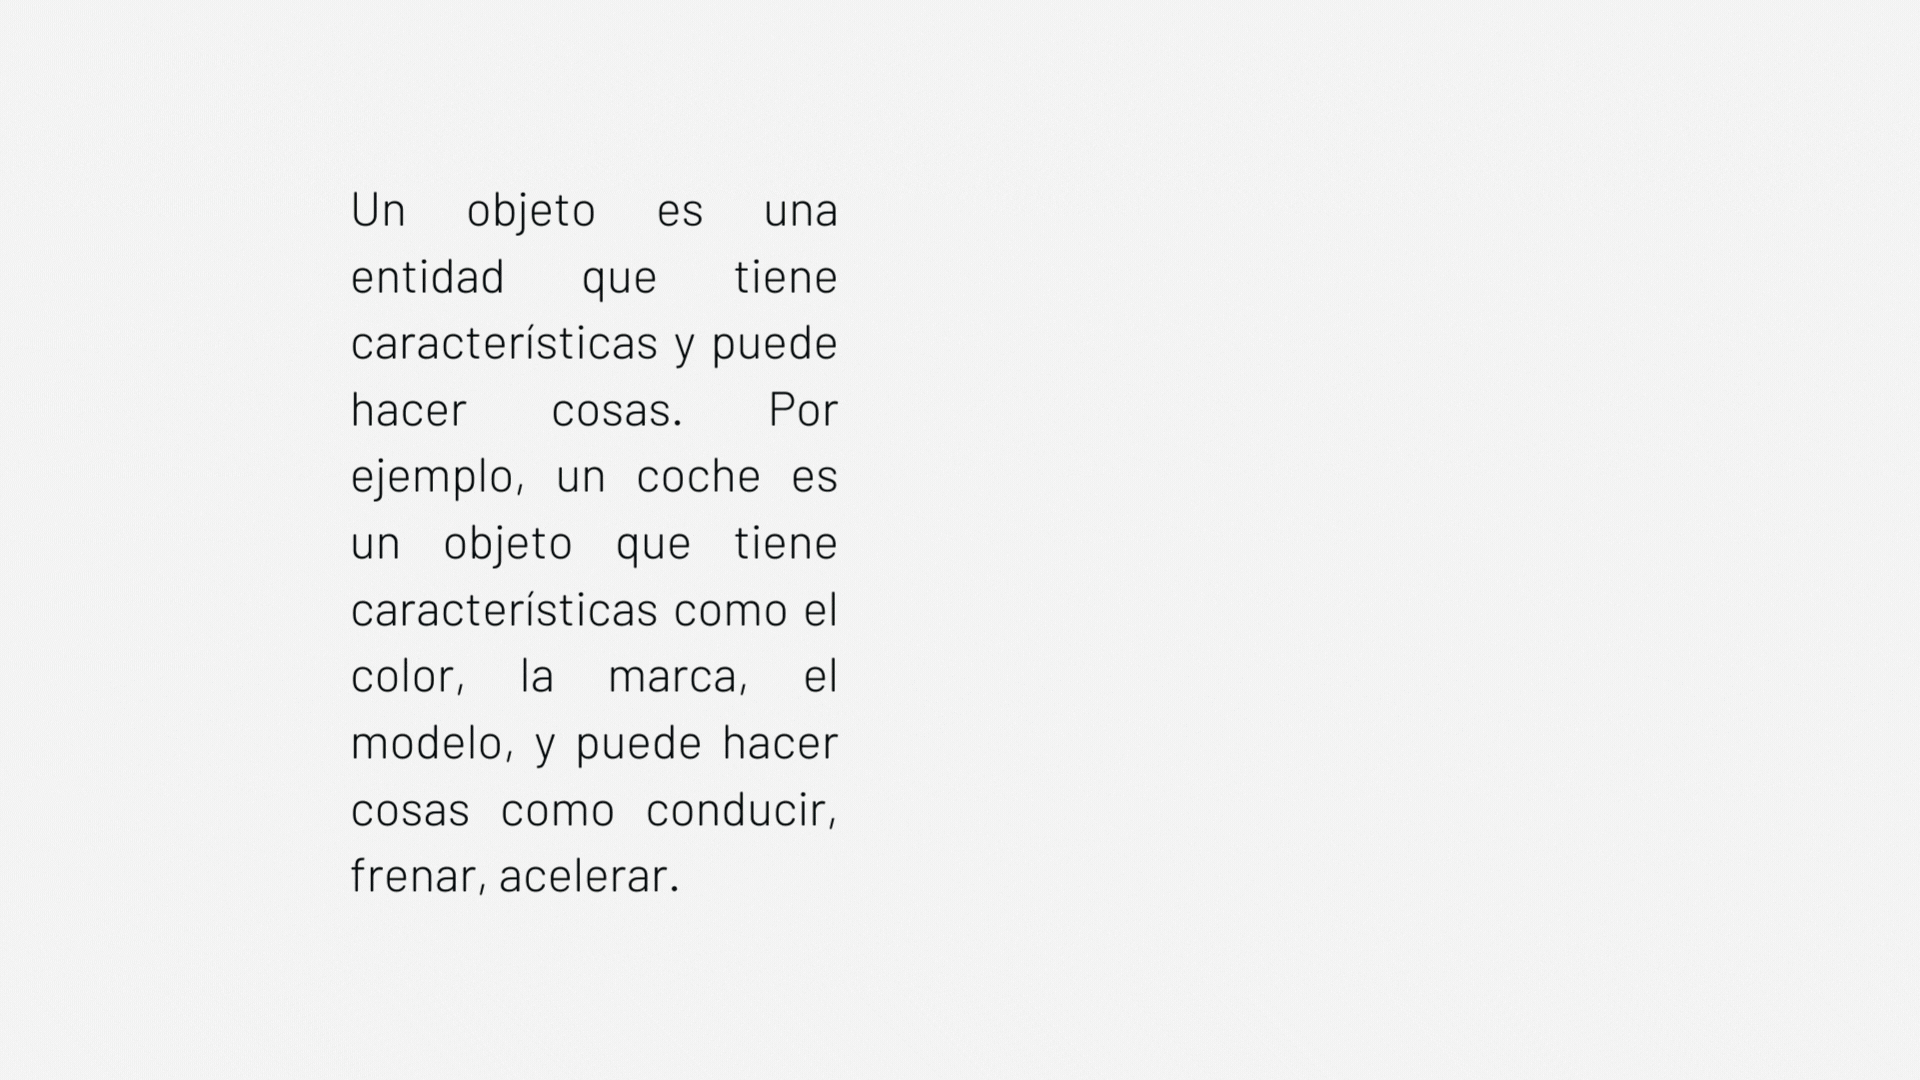 Un objeto es una
entidad que tiene
características y puede
hacer cosas. Por
ejemplo, un coche es
un objeto que tiene
características como el
color, la marca, el
modelo, y puede hacer
cosas como conducir,
frenar, acelerar.